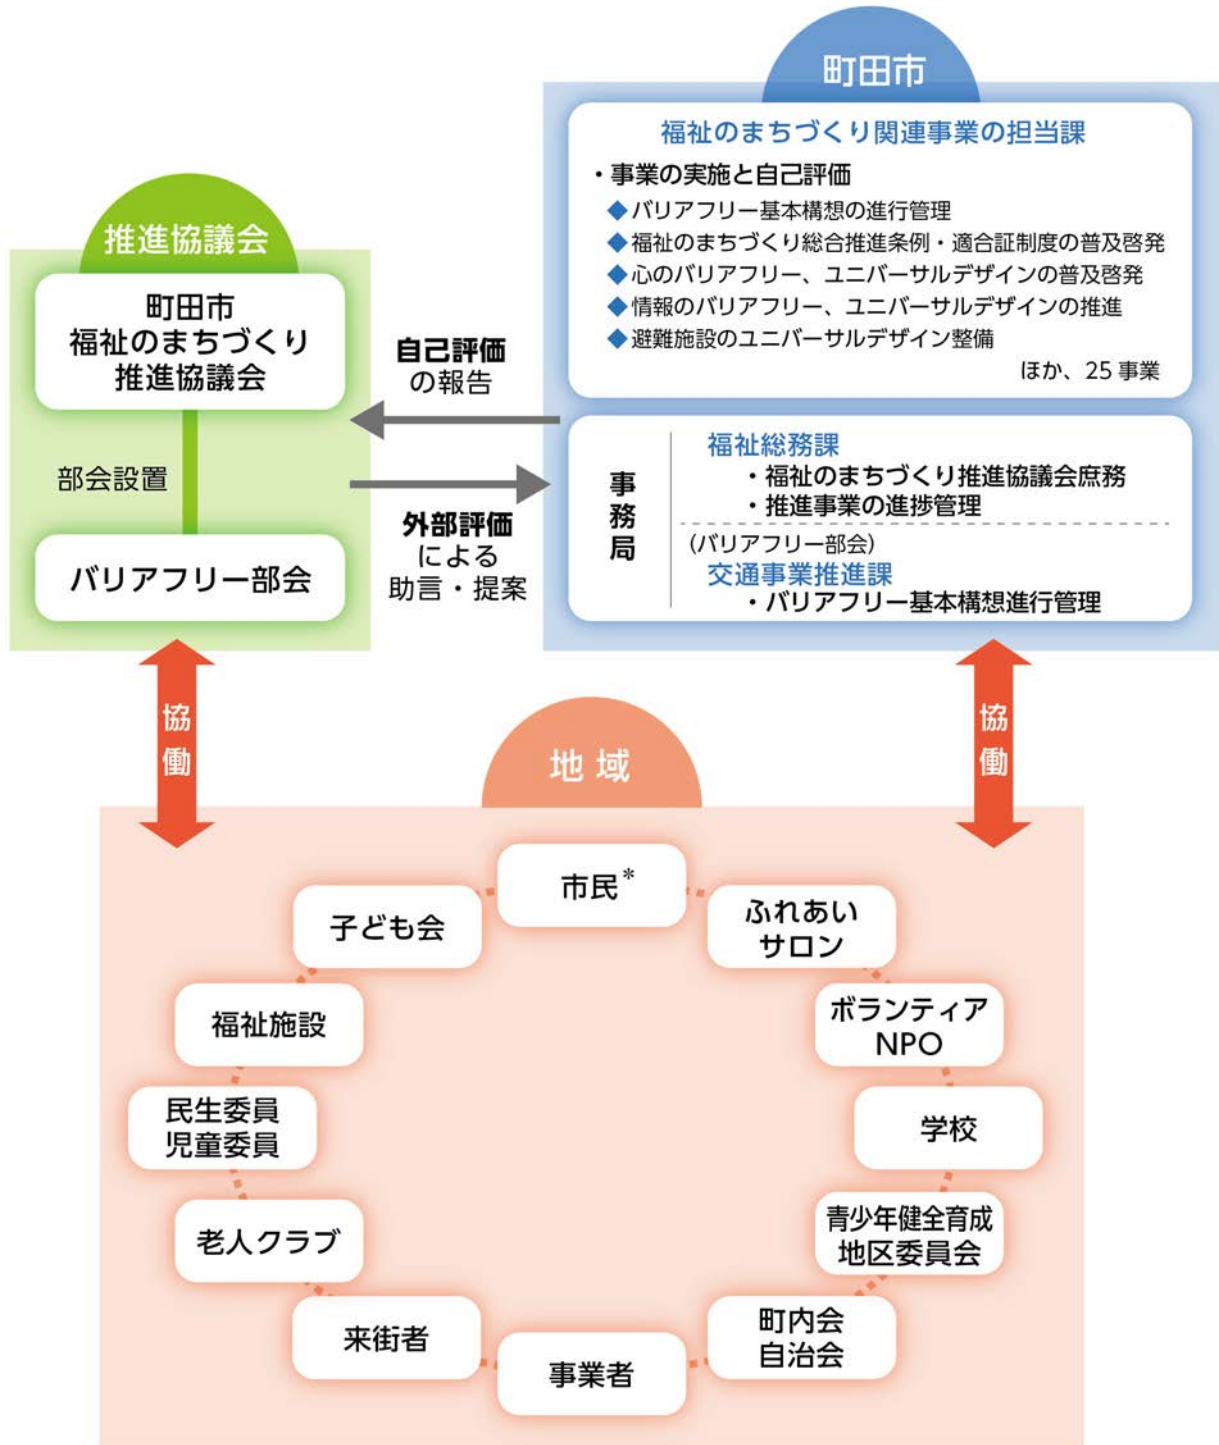 町田市
福祉のまちづくり関連事業の担当課
・事業の実施と自己評価
◆バリアフリー基本構想の進行管理
◆福祉のまちづくり総合推進条例・適合証制度の普及啓発
◆心のバリアフリー、ユニバーサルデザインの普及啓発
◆情報のバリアフリー、ユニバーサルデザインの推進
◆避難施設のユニバーサルデザイン整備
ほか、25 事業
推進協議会
町田市
福祉のまちづくり
推進協議会
部会設置
バリアフリー部会
自己評価
の報告
外部評価
による
助言・提案
事務局
福祉総務課
・福祉のまちづくり推進協議会庶務
・推進事業の進捗管理
(バリアフリー部会)
交通事業推進課
・バリアフリー基本構想進行管理
協働
協働
地域
市民*
子ども会
ふれあい
サロン
福祉施設
ボランティア
NPO
民生委員
児童委員
学校
老人クラブ
青少年健全育成
地区委員会
来街者
町内会
自治会
事業者